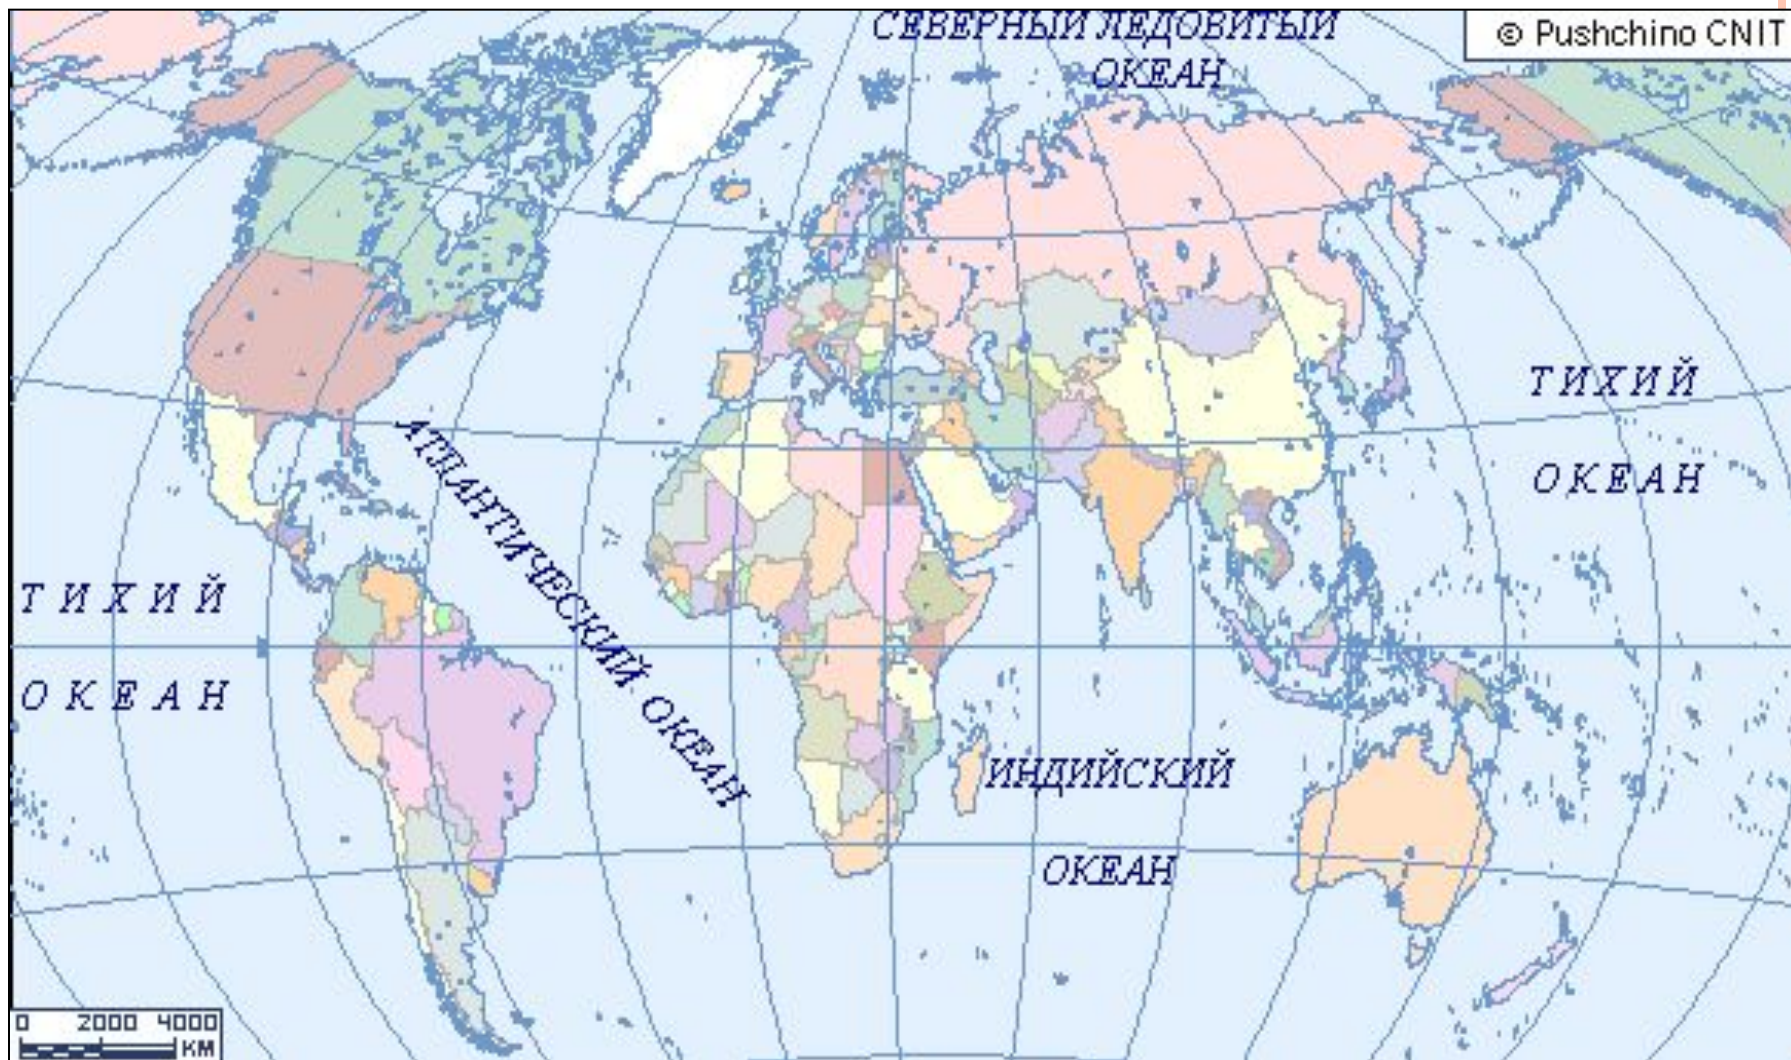 СЕВЕРНЫЙ ЛЕДОВИТЫЙ
ОКЕАН
© Pushchino CNIT
ТИХИЙ
ОКЕАН
АТЛАНТИЧЕСКИЙ ОКЕАН
ТИХИЙ
ОКЕАН
ИНДИЙСКИЙ
ОКЕАН
0 2000 4000
КМ